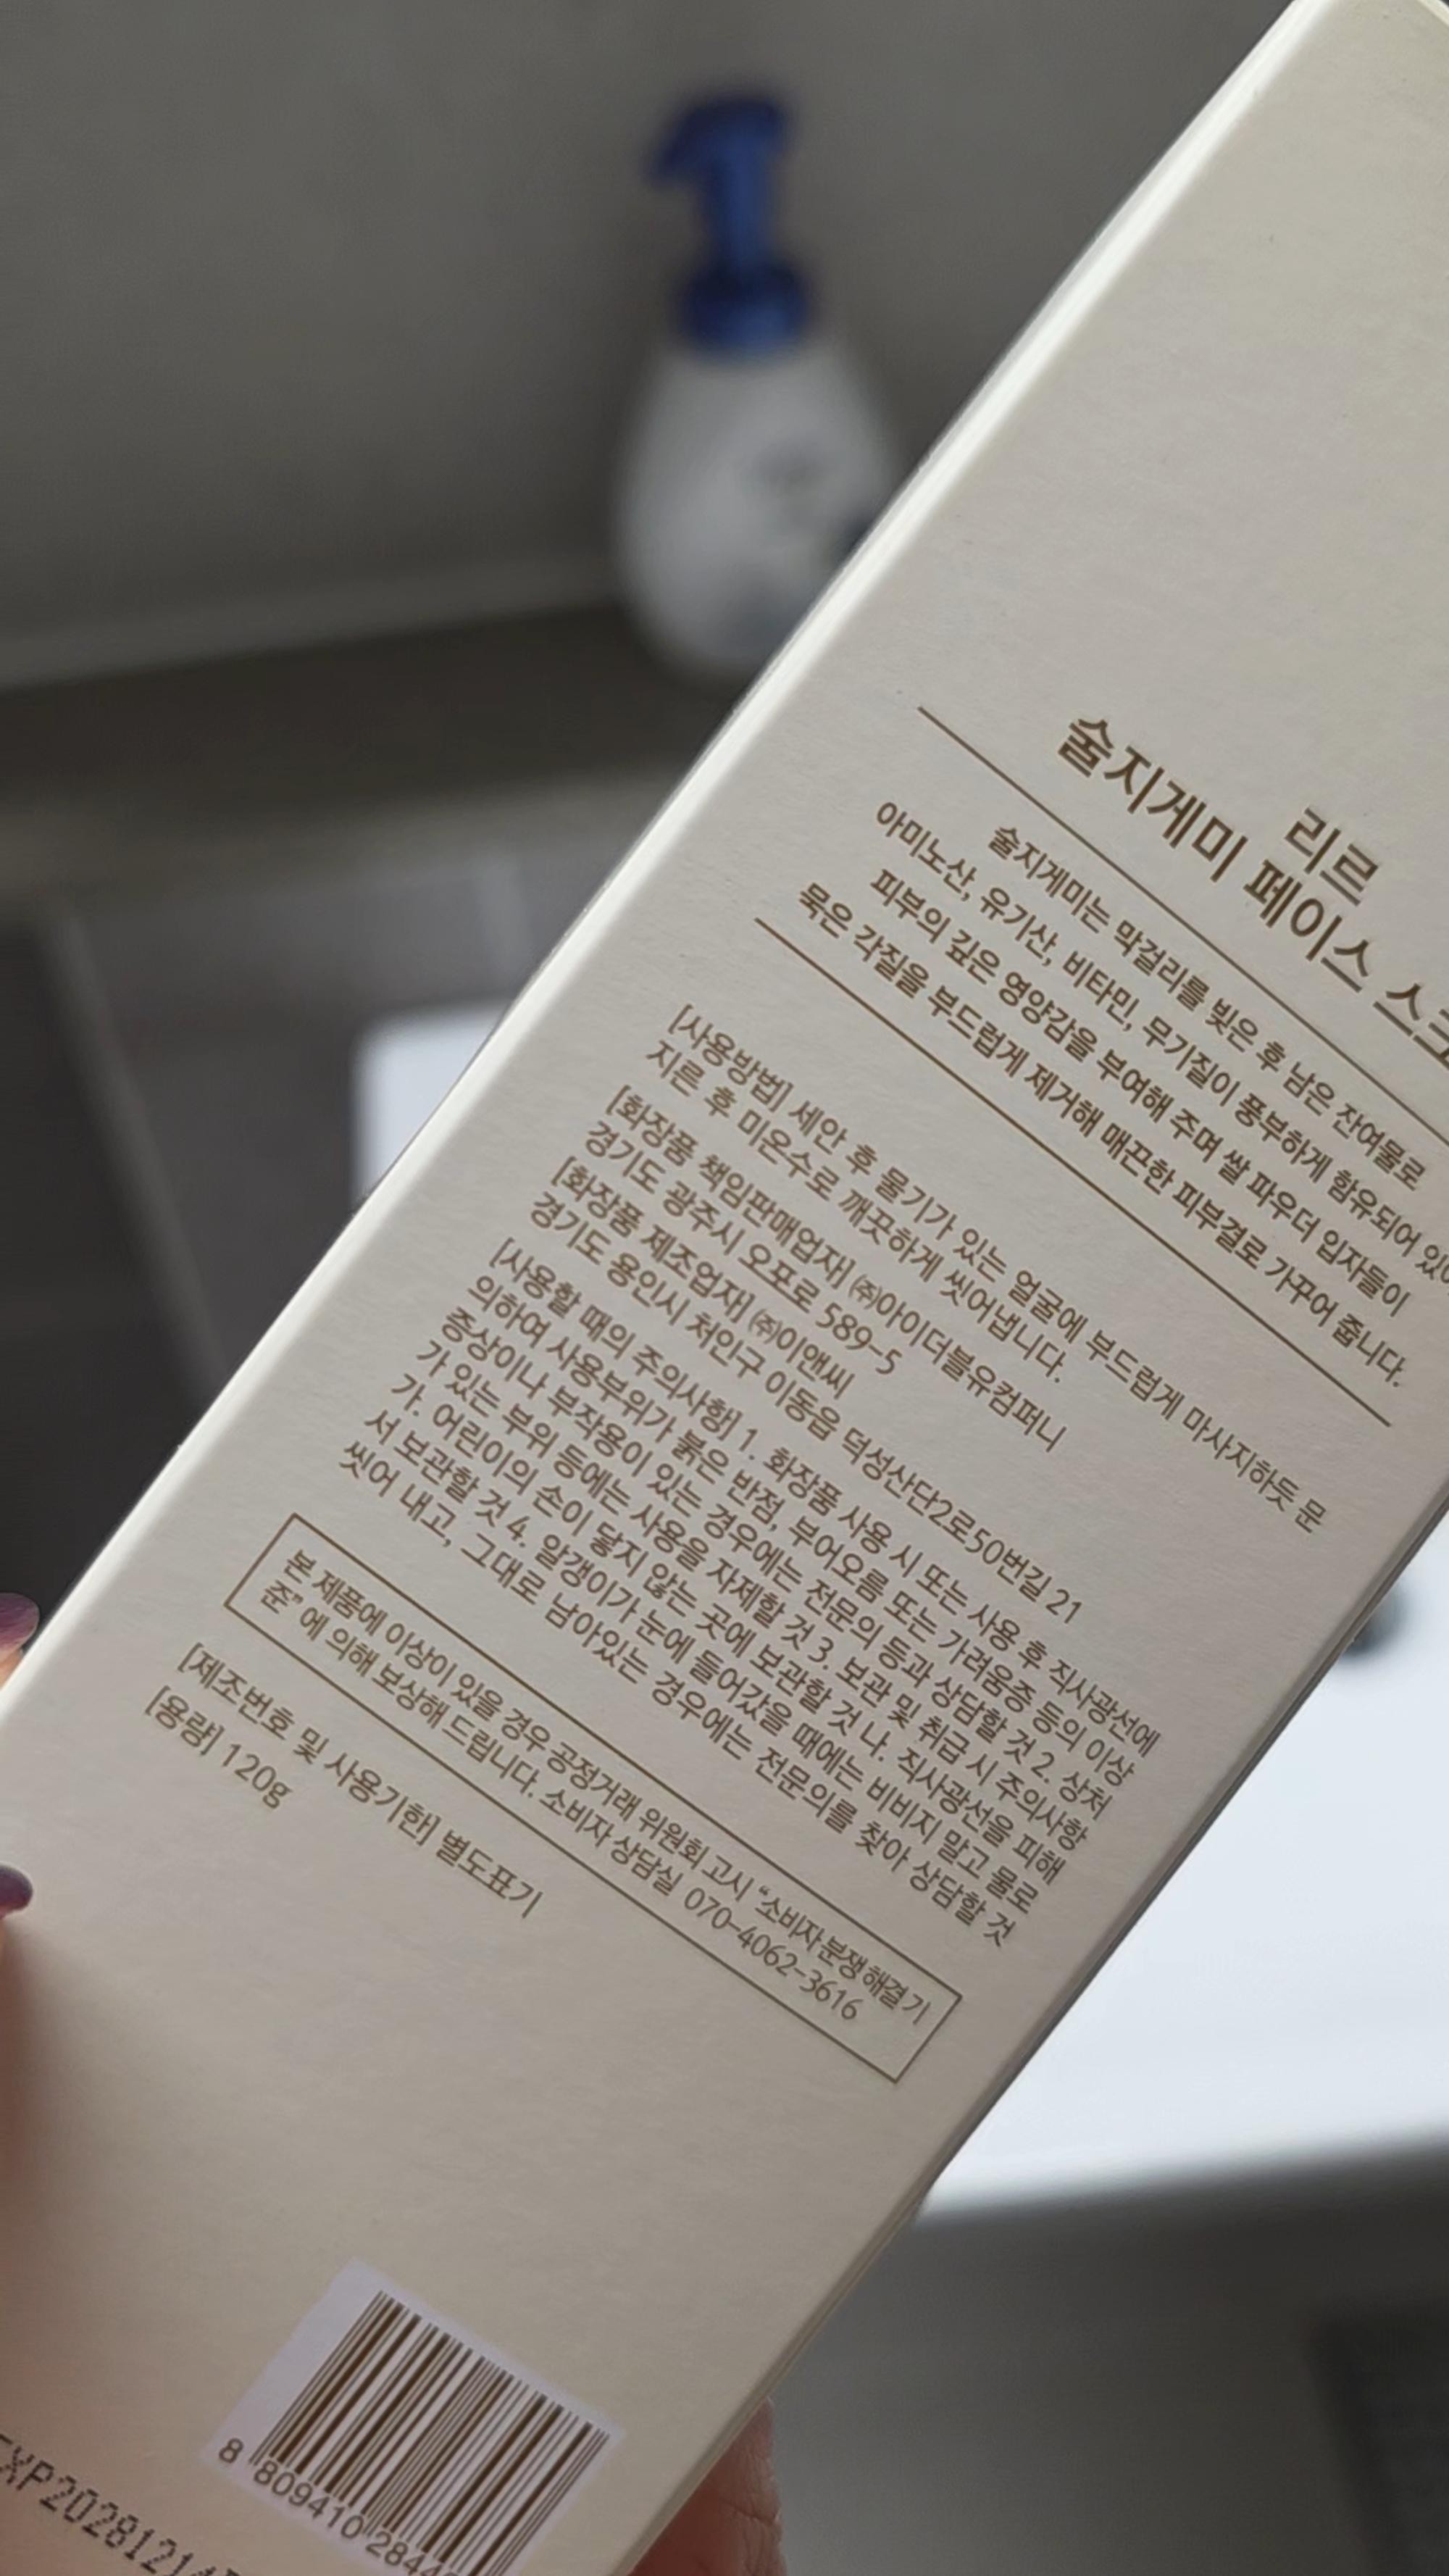 리르
술지게미 페이스
술지게미는 막걸리를 빚은 후 남은 잔여물로
아미노산, 유기산, 비타민, 무기질이 풍부하게 함유되어
피부의 깊은 영양감을 부여해 주며 쌀 파우더 입자들이
묵은 각질을 부드럽게 제거해 매끈한 피부결로 가꾸어 줍니다.
[사용방법] 세안 후 물기가 있는 얼굴에 부드럽게 마사지하듯 문
지른 후 미온수로 깨끗하게 씻어냅니다.
[화장품 책임판매업자] ㈜아이더블유컴퍼니
경기도 광주시 오포로 589-5
[화장품 제조업자] ㈜이앤씨
경기도 용인시 처인구 이동읍 덕성산단2로50번길 21
[사용할 때의 주의사항] 1. 화장품 사용 시 또는 사용 후 직사광선에
의하여 사용부위가 붉은 반점, 부어오름 또는 가려움증 등의 이상
증상이나 부작용이 있는 경우에는 전문의 등과 상담할 것 2. 상처
가 있는 부위 등에는 사용을 자제할 것 3. 보관 및 취급 시 주의사항
가. 어린이의 손이 닿지 않는 곳에 보관할 것 나. 직사광선을 피해
서 보관할 것 4. 알갱이가 눈에 들어갔을 때에는 비비지 말고 물로
씻어 내고, 그대로 남아있는 경우에는 전문의를 찾아 상담할 것
본 제품에 이상이 있을 경우 공정거래 위원회 고시 “소비자 분쟁 해결 기
준”에 의해 보상해 드립니다. 소비자 상담실 070-4062-3616
[제조번호 및 사용기한] 별도표기
[용량] 120g
8 809410 2844
EXP20281214